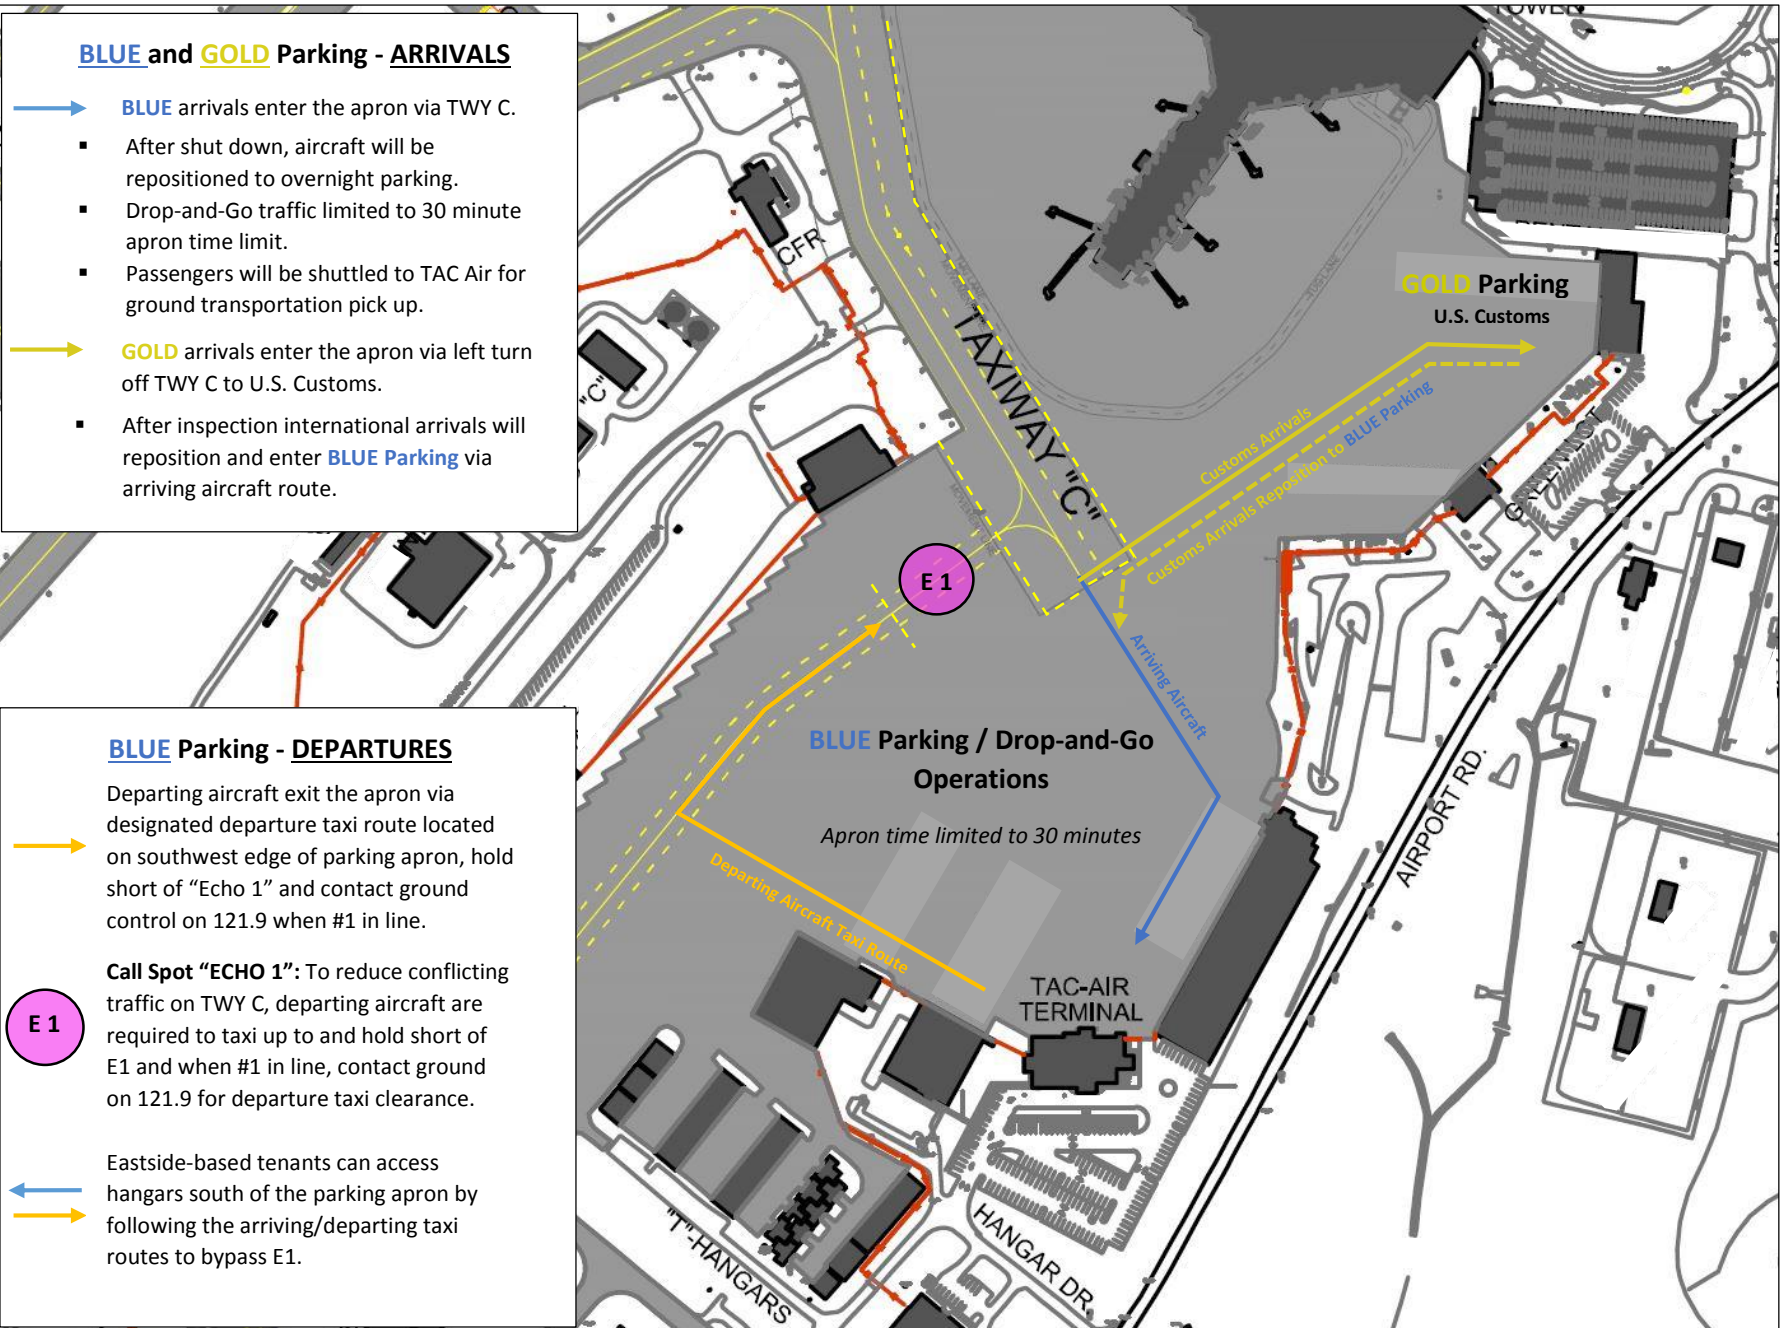 BLUE and GOLD Parking - ARRIVALS
BLUE arrivals enter the apron via TWY C.
▪ After shut down, aircraft will be
repositioned to overnight parking.
▪ Drop-and-Go traffic limited to 30 minute
apron time limit.
▪ Passengers will be shuttled to TAC Air for
ground transportation pick up.
GOLD arrivals enter the apron via left turn
off TWY C to U.S. Customs.
▪ After inspection international arrivals will
reposition and enter BLUE Parking via
arriving aircraft route.
BLUE Parking - DEPARTURES
Departing aircraft exit the apron via
designated departure taxi route located
on southwest edge of parking apron, hold
short of “Echo 1” and contact ground
control on 121.9 when #1 in line.
E 1
Call Spot “ECHO 1”: To reduce conflicting
traffic on TWY C, departing aircraft are
required to taxi up to and hold short of
E1 and when #1 in line, contact ground
on 121.9 for departure taxi clearance.
Eastside-based tenants can access
hangars south of the parking apron by
following the arriving/departing taxi
routes to bypass E1.
TOWER
CFR
"C"
TAXIWAY "C"
GOLD Parking
U.S. Customs
Customs Arrivals
Customs Arrivals Reposition to BLUE Parking
E 1
Arriving Aircraft
BLUE Parking / Drop-and-Go
Operations
Apron time limited to 30 minutes
Departing Aircraft Taxi Route
TAC-AIR
TERMINAL
AIRPORT RD.
"T"-HANGARS
HANGAR DR.